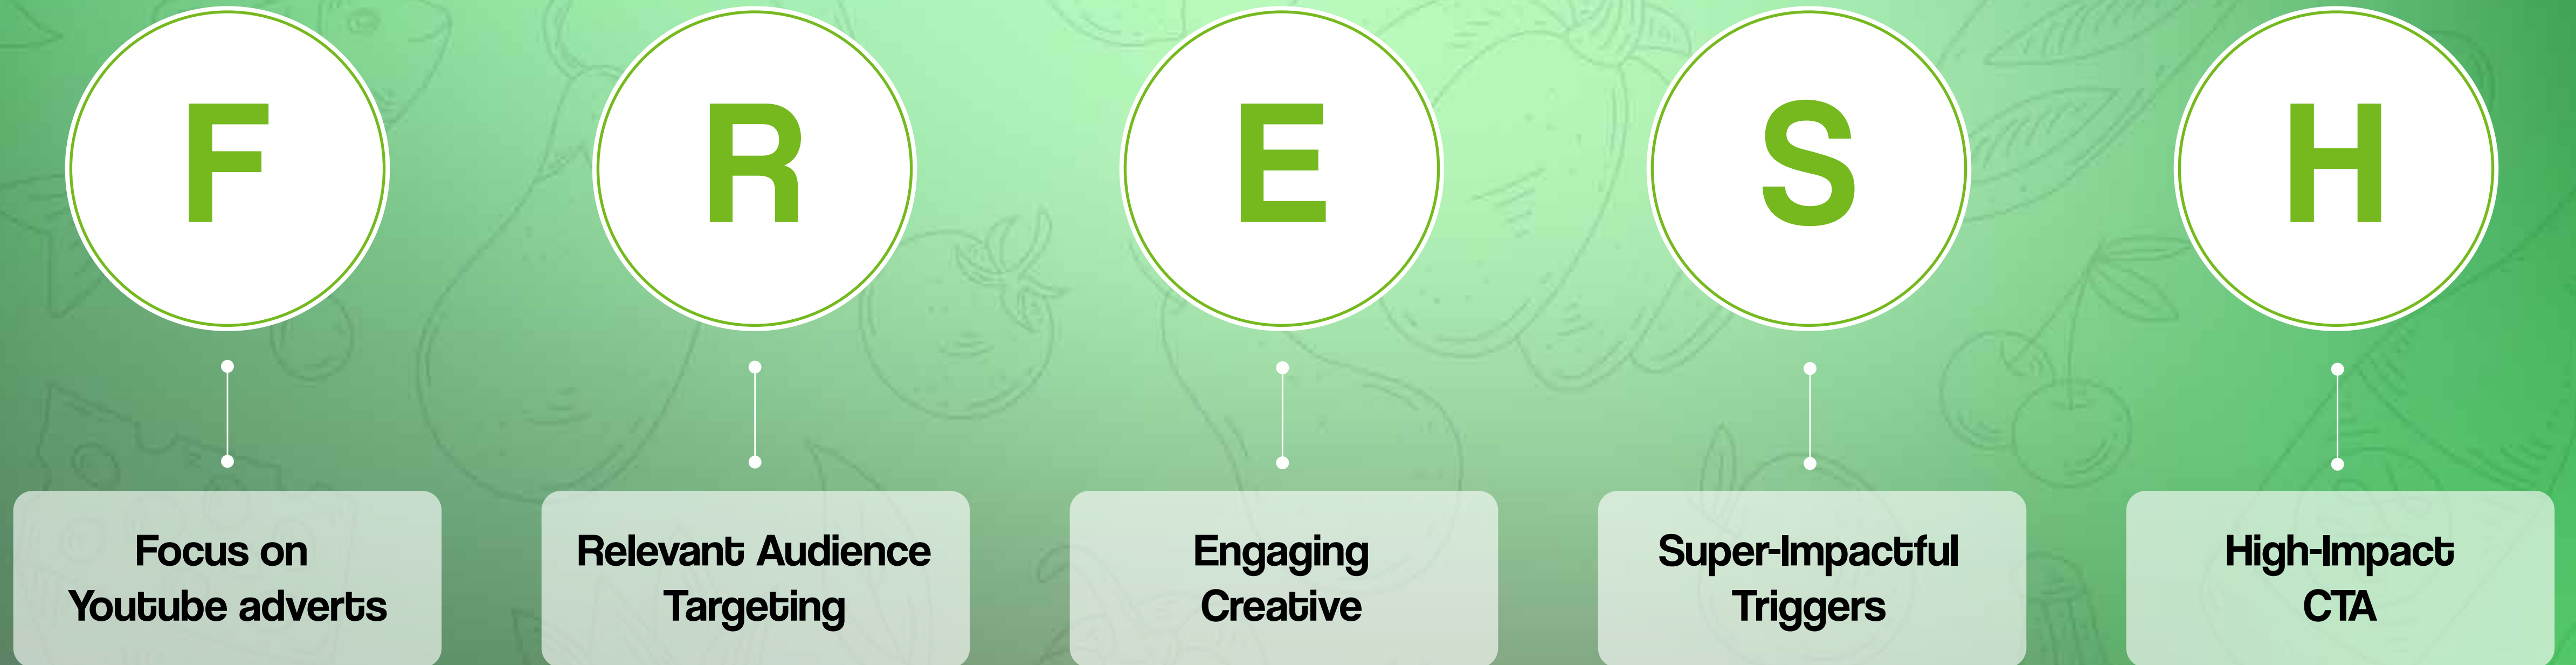 F
R
E
S
H
Focus on
Youtube adverts
Relevant Audience
Targeting
Engaging
Creative
Super-Impactful
Triggers
High-Impact
CTA